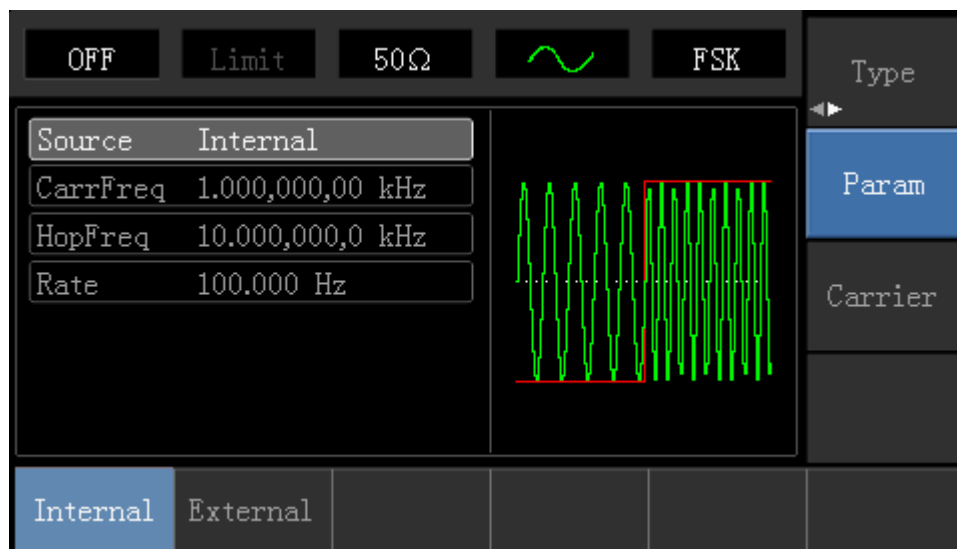 OFF Limit 50Ω FSK
Type
Source Internal
CarrFreq 1.000,000,00 kHz
Param
HopFreq 10.000,000,0 kHz
Rate 100.000 Hz
Carrier
Internal External